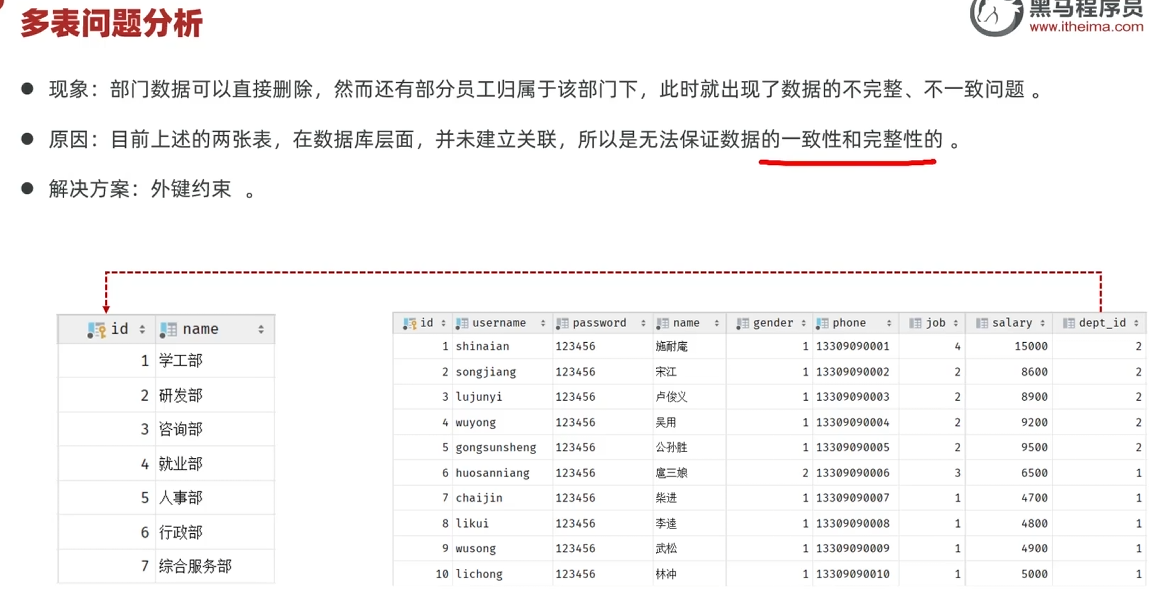 多表问题分析
黑马程序员
www.itheima.com
现象：部门数据可以直接删除，然而还有部分员工归属于该部门下，此时就出现了数据的不完整、不一致问题 。
原因：目前上述的两张表，在数据库层面，并未建立关联，所以是无法保证数据的一致性和完整性的 。
解决方案：外键约束 。
id name
1 学工部
2 研发部
3 咨询部
4 就业部
5 人事部
6 行政部
7 综合服务部
id username password name gender phone job salary dept_id
1 shinaian 123456 施耐庵 1 13309090001 4 15000 2
2 songjiang 123456 宋江 1 13309090002 2 8600 2
3 lujunyi 123456 卢俊义 1 13309090003 2 8900 2
4 wuyong 123456 吴用 1 13309090004 2 9200 2
5 gongsunsheng 123456 公孙胜 1 13309090005 2 9500 2
6 huosanniang 123456 扈三娘 2 13309090006 3 6500 1
7 chaijin 123456 柴进 1 13309090007 1 4700 1
8 likui 123456 李逵 1 13309090008 1 4800 1
9 wusong 123456 武松 1 13309090009 1 4900 1
10 lichong 123456 林冲 1 13309090010 1 5000 1